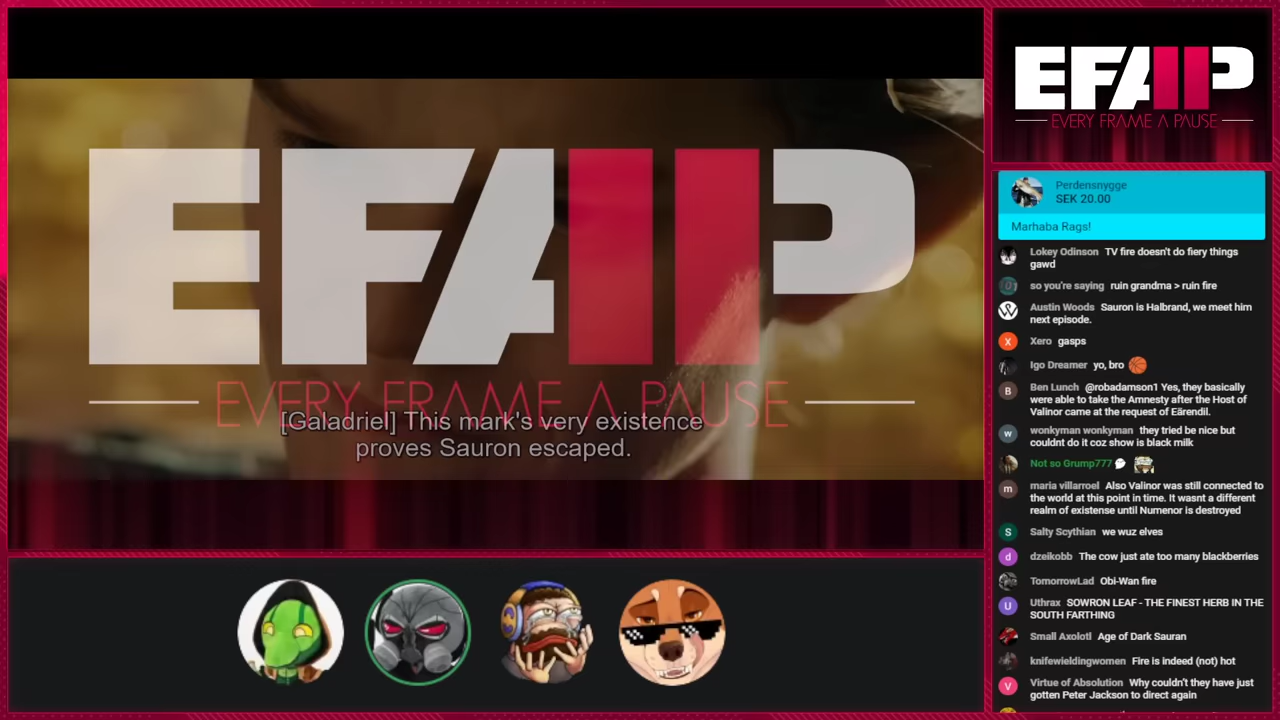 EFAP
EVERY FRAME A PAUSE
[Galadriel] This mark's very existence
proves Sauron escaped.
EFAP
EVERY FRAME A PAUSE
Perdensnygge
SEK 20.00
Marhaba Rags!
Lokey Odinson TV fire doesn't do fiery things
gawd
so you're saying ruin grandma > ruin fire
Austin Woods Sauron is Halbrand, we meet him
next episode.
X
Xero gasps
Igo Dreamer yo, bro
B
Ben Lunch @robadamson1 Yes, they basically
were able to take the Amnesty after the Host of
Valinor came at the request of Eärendil.
w
wonkyman wonkyman they tried be nice but
couldnt do it coz show is black milk
Not so Grump777
m
maria villarroel Also Valinor was still connected to
the world at this point in time. It wasnt a different
realm of existense until Numenor is destroyed
S
Salty Scythian we wuz elves
d
dzeikobb The cow just ate too many blackberries
TomorrowLad Obi-Wan fire
U
Uthrax SOWRON LEAF - THE FINEST HERB IN THE
SOUTH FARTHING
Small Axolotl Age of Dark Sauran
knifewieldingwomen Fire is indeed (not) hot
V
Virtue of Absolution Why couldn't they have just
gotten Peter Jackson to direct again